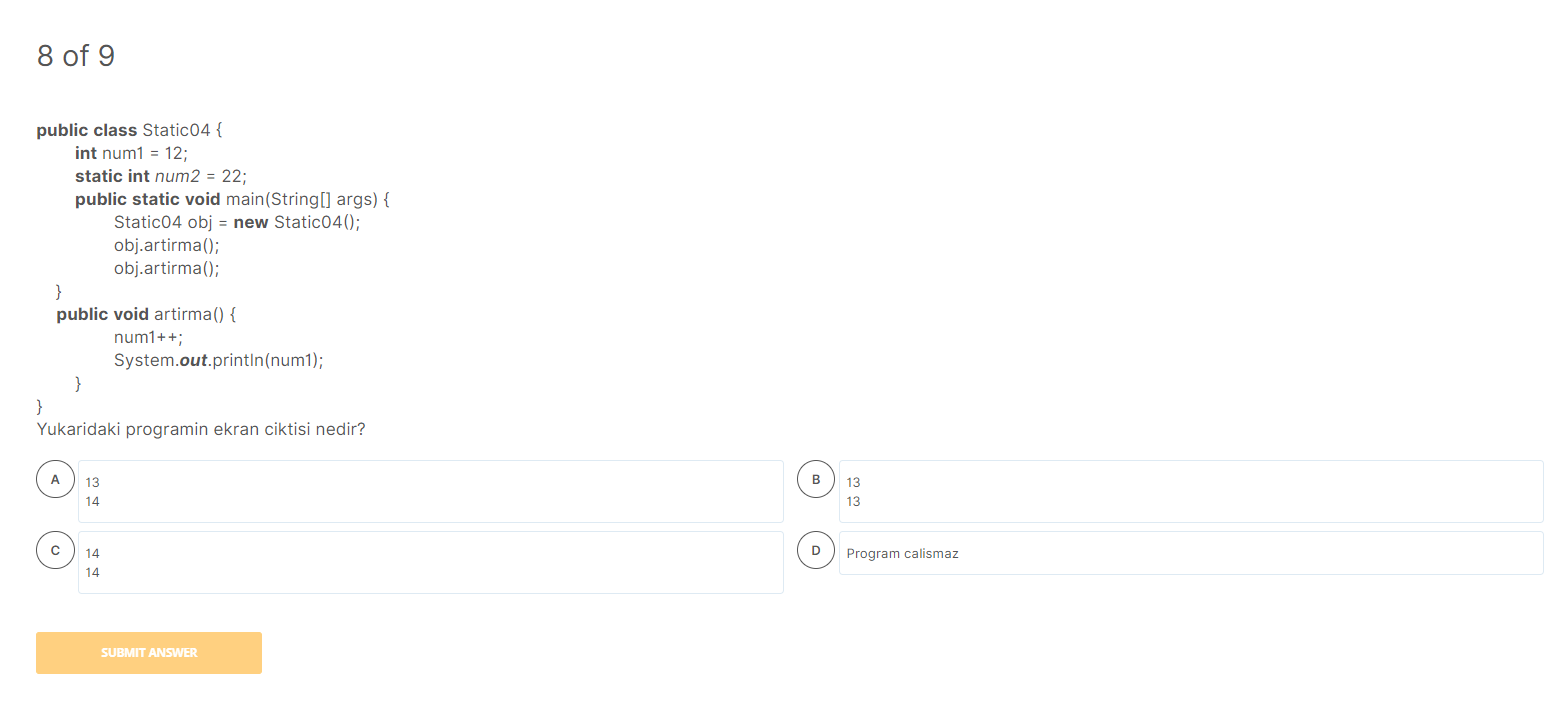 8 of 9
public class Static04 {
int num1 = 12;
static int num2 = 22;
public static void main(String[] args) {
Static04 obj = new Static04();
obj.artirma();
obj.artirma();
}
public void artirma() {
num1++;
System.out.println(num1);
}
}
Yukaridaki programin ekran ciktisi nedir?
A
13
14
B
13
13
C
14
14
D
Program calismaz
SUBMIT ANSWER